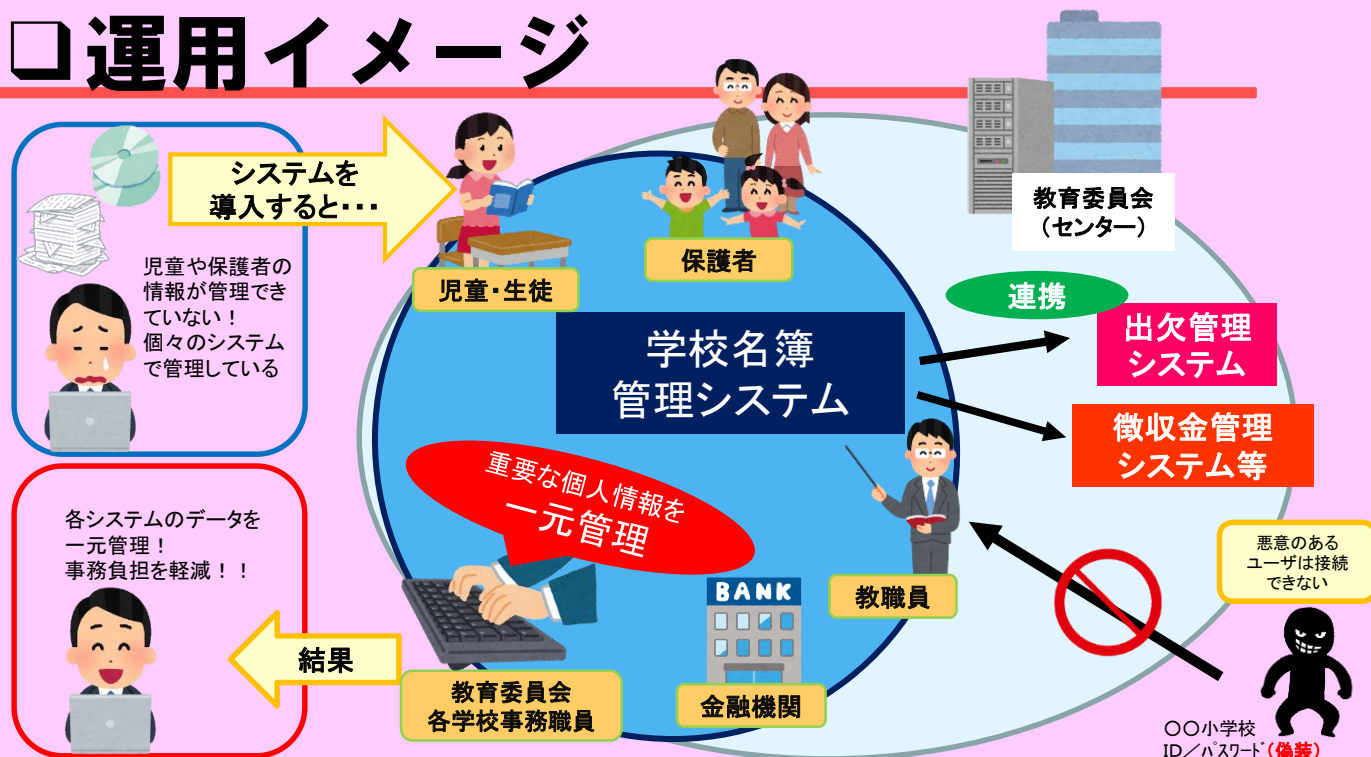 ❑運用イメージ
システムを
導入すると･･･
児童や保護者の
情報が管理でき
ていない！
個々のシステム
で管理している
児童・生徒
保護者
教育委員会
（センター）
学校名簿
管理システム
連携
出欠管理
システム
徴収金管理
システム等
重要な個人情報を
一元管理
教職員
悪意のある
ユーザは接続
できない
各システムのデータを
一元管理！
事務負担を軽減！！
結果
教育委員会
各学校事務職員
BANK
金融機関
〇〇小学校
ID／ﾊﾟｽﾜｰﾄﾞ（偽装）